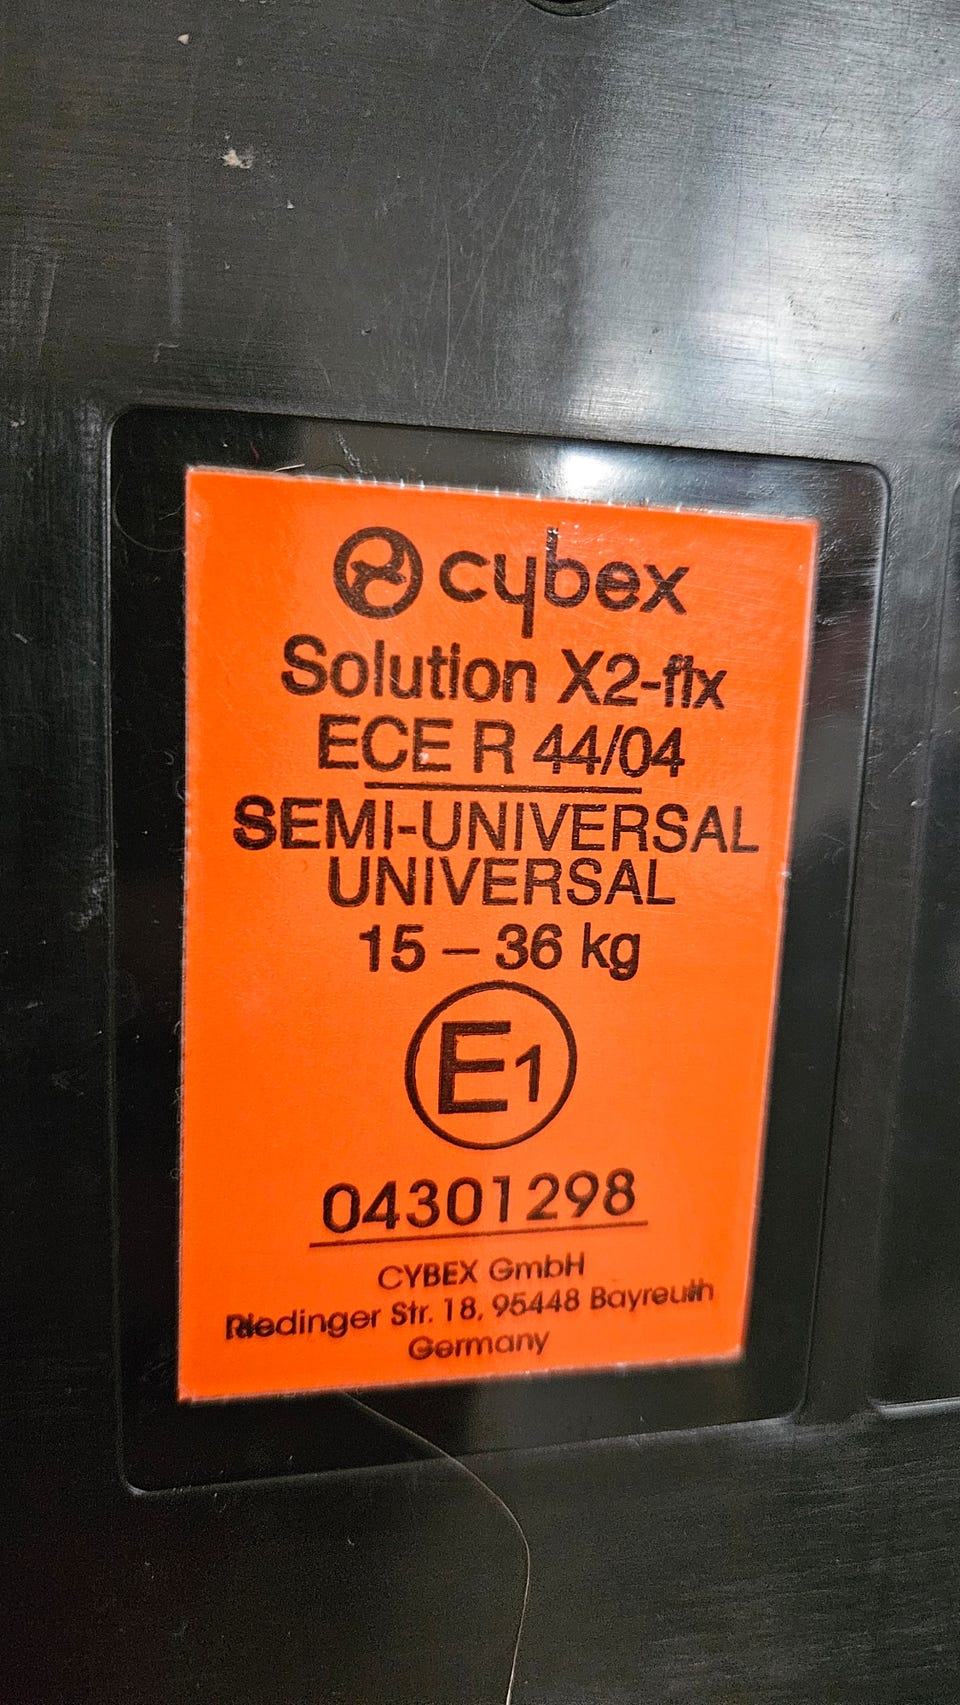 cybex
Solution X2-fix
ECE R 44/04
SEMI-UNIVERSAL
UNIVERSAL
15 – 36 kg
E1
04301298
CYBEX GmbH
Riedinger Str. 18, 95448 Bayreuth
Germany